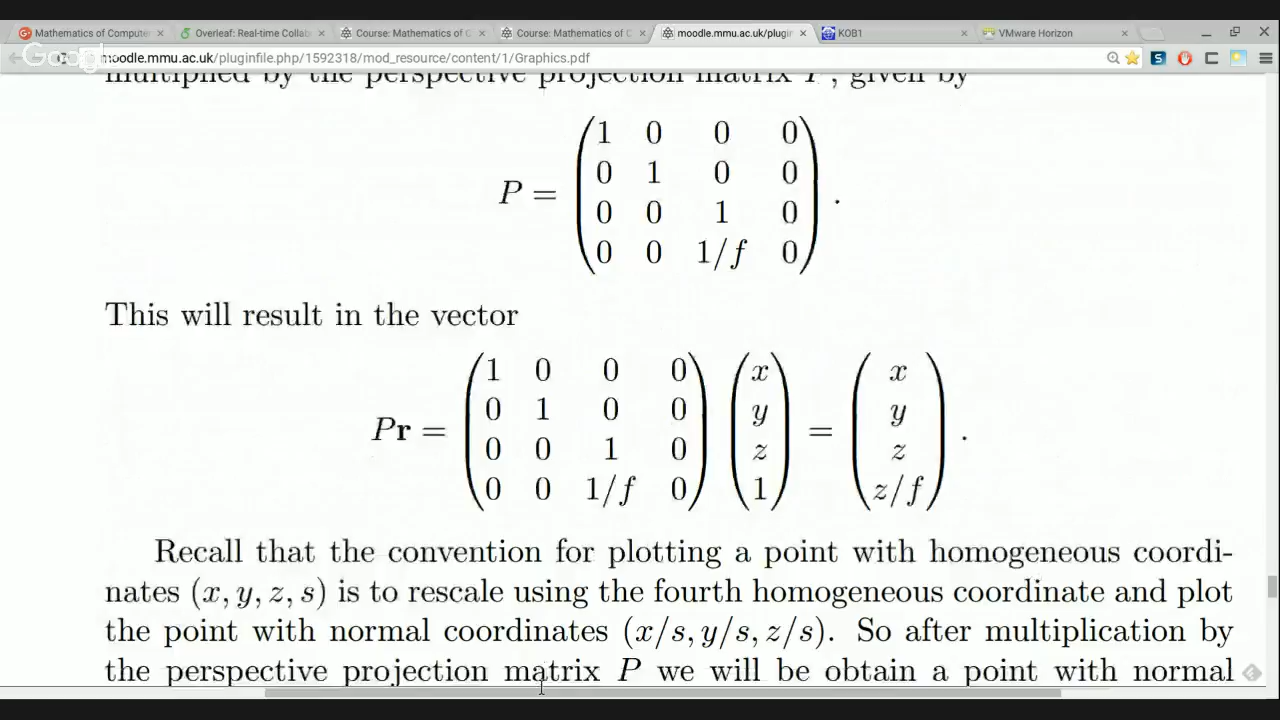 Mathematics of Computer
Overleaf: Real-time Collab
Course: Mathematics of C
Course: Mathematics of C
moodle.mmu.ac.uk/plugin
KOB1
VMware Horizon
Google
moodle.mmu.ac.uk/pluginfile.php/1592318/mod_resource/content/1/Graphics.pdf
multiplied by the perspective projection matrix P, given by
P = (1 0 0 0
0 1 0 0
0 0 1 0
0 0 1/f 0).
This will result in the vector
Pr = (1 0 0 0
0 1 0 0
0 0 1 0
0 0 1/f 0) (x
y
z
1) = (x
y
z
z/f).
Recall that the convention for plotting a point with homogeneous coordi-
nates (x, y, z, s) is to rescale using the fourth homogeneous coordinate and plot
the point with normal coordinates (x/s, y/s, z/s). So after multiplication by
the perspective projection matrix P we will be obtain a point with normal